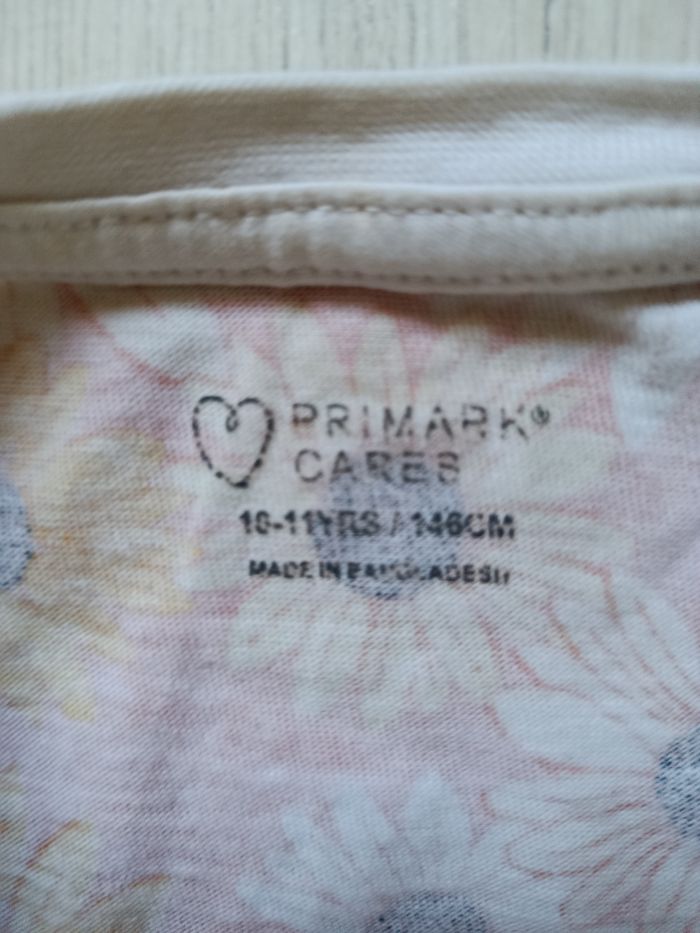 PRIMARK®
CARES
10-11YRS / 146CM
MADE IN BANGLADESH